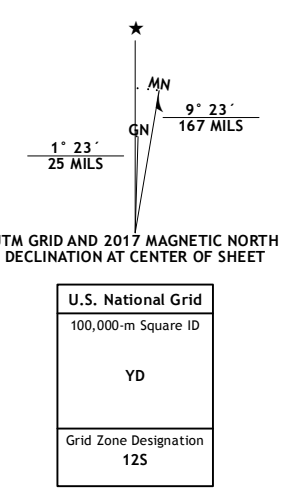 ★
MN
GN
9° 23´
167 MILS
1° 23´
25 MILS
UTM GRID AND 2017 MAGNETIC NORTH
DECLINATION AT CENTER OF SHEET
U.S. National Grid
100,000-m Square ID
YD
Grid Zone Designation
12S